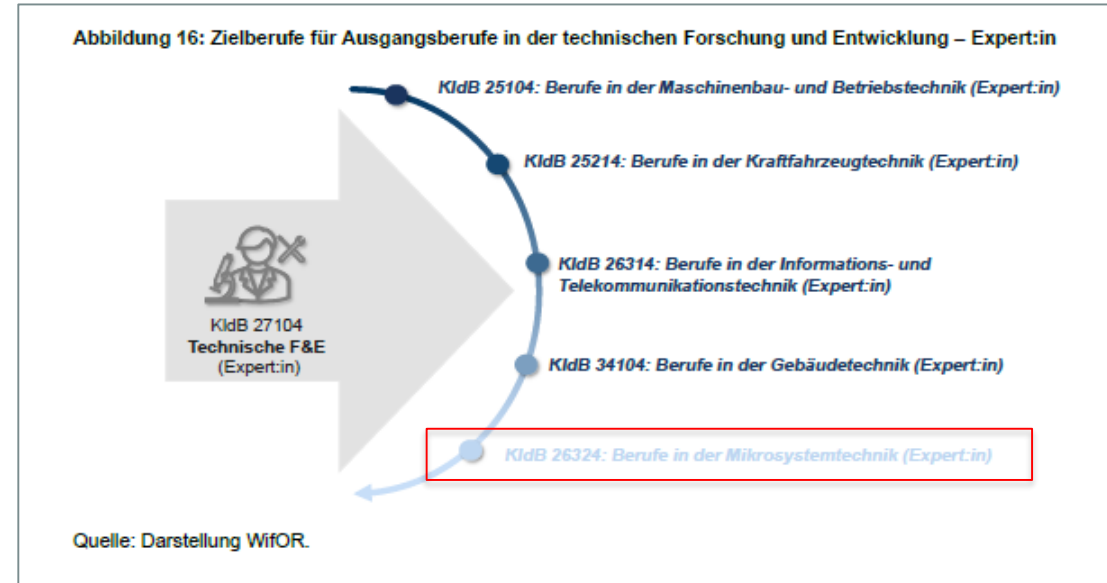 Abbildung 16: Zielberufe für Ausgangsberufe in der technischen Forschung und Entwicklung – Expert:in
KldB 25104: Berufe in der Maschinenbau- und Betriebstechnik (Expert:in)
KldB 25214: Berufe in der Kraftfahrzeugtechnik (Expert:in)
KldB 26314: Berufe in der Informations- und
Telekommunikationstechnik (Expert:in)
KldB 27104
Technische F&E
(Expert:in)
KldB 34104: Berufe in der Gebäudetechnik (Expert:in)
KldB 26324: Berufe in der Mikrosystemtechnik (Expert:in)
Quelle: Darstellung WifOR.